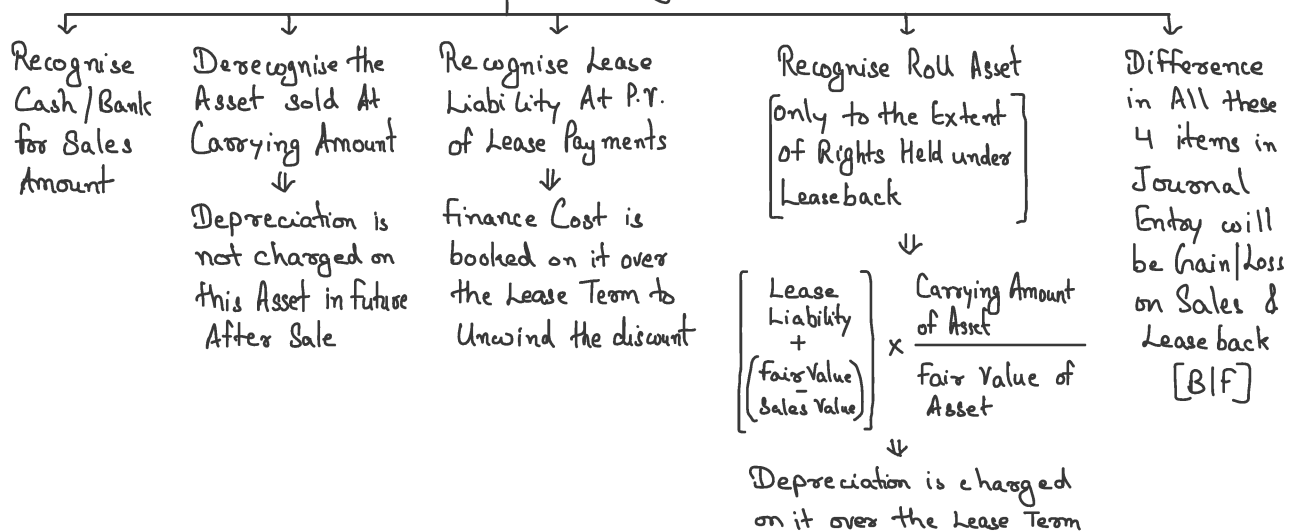 Recognise
Cash/Bank
for Sales
Amount
Derecognise the
Asset sold At
Carrying Amount
⇓
Depreciation is
not charged on
this Asset in future
After Sale
Recognise Lease
Liability At P.V.
of Lease Payments
⇓
Finance Cost is
booked on it over
the Lease Term to
Unwind the discount
Recognise RoU Asset
[only to the Extent
of Rights Held under
Leaseback]
⇓
[Lease
Liability
+
(Fair Value
-
Sales Value)]
×
Carrying Amount
of Asset
Fair Value of
Asset
⇓
Depreciation is charged
on it over the Lease Term
Difference
in All these
4 items in
Journal
Entry will
be Gain/Loss
on Sales &
Leaseback
[B/F]